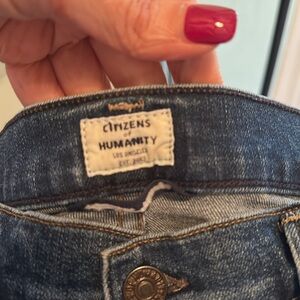 CITIZENS
of
HUMANITY
LOS ANGELES